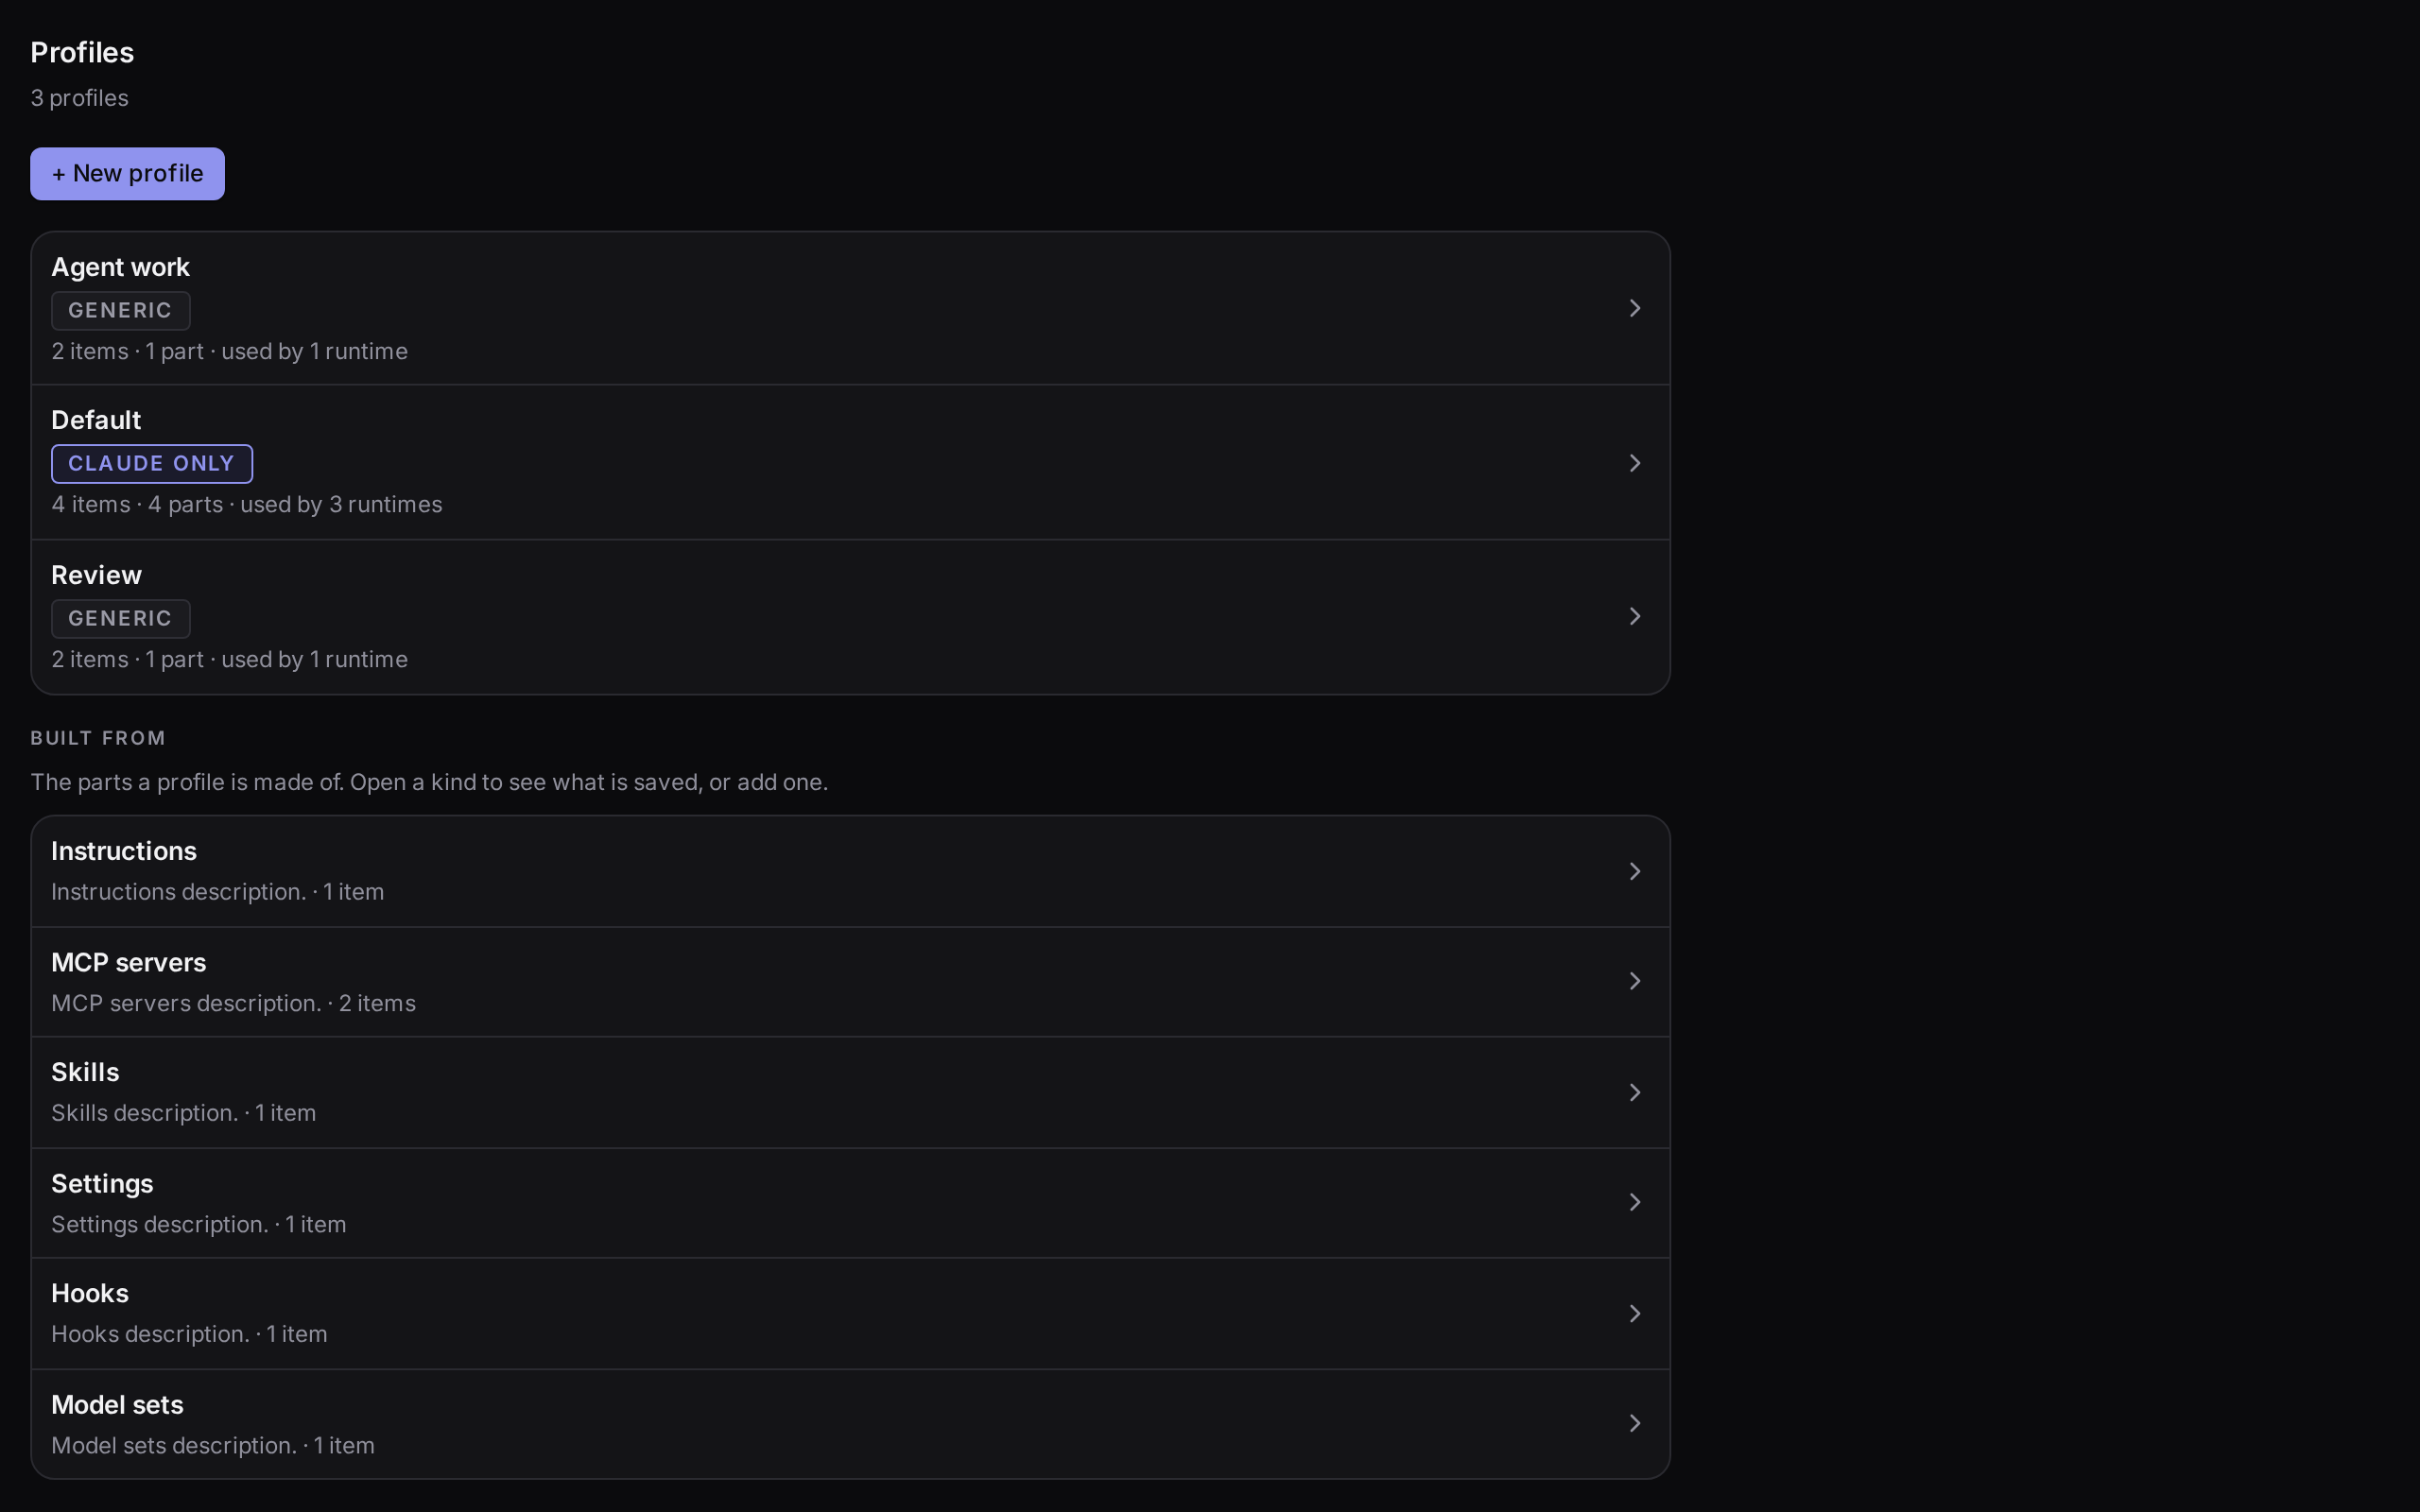 Profiles
3 profiles
+ New profile
Agent work
GENERIC
2 items · 1 part · used by 1 runtime
Default
CLAUDE ONLY
4 items · 4 parts · used by 3 runtimes
Review
GENERIC
2 items · 1 part · used by 1 runtime
BUILT FROM
The parts a profile is made of. Open a kind to see what is saved, or add one.
Instructions
Instructions description. · 1 item
MCP servers
MCP servers description. · 2 items
Skills
Skills description. · 1 item
Settings
Settings description. · 1 item
Hooks
Hooks description. · 1 item
Model sets
Model sets description. · 1 item